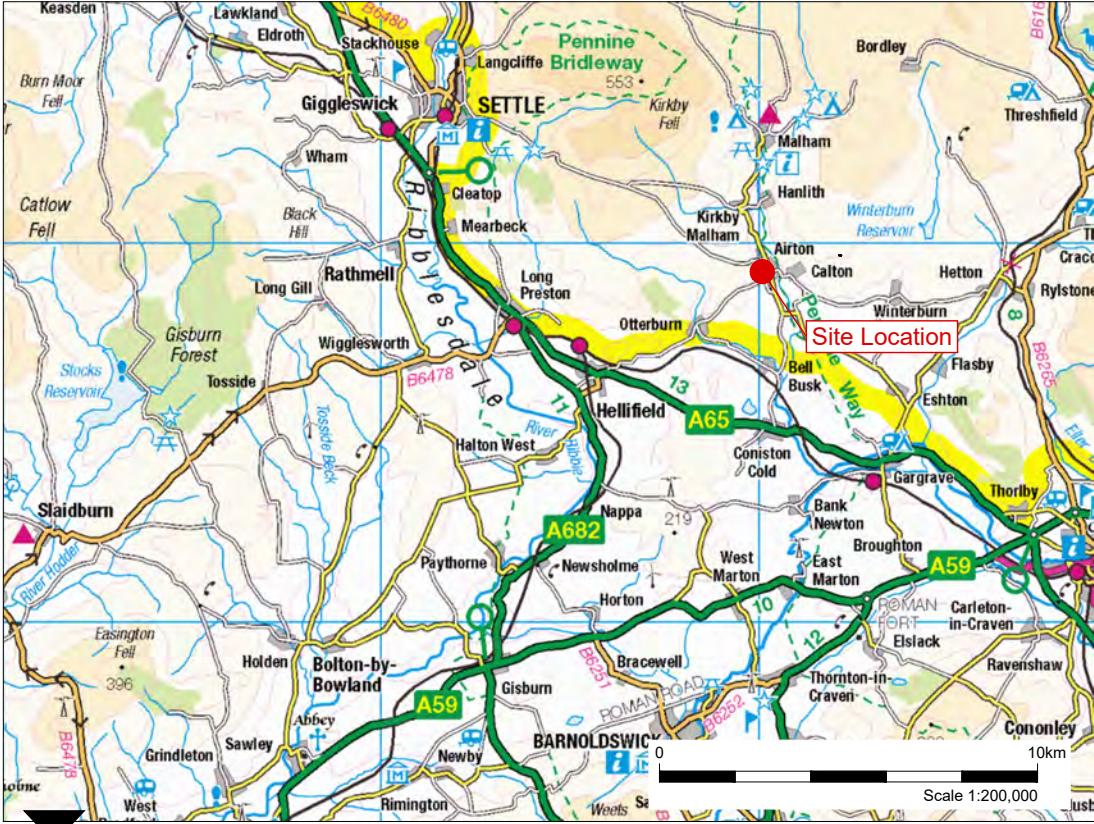 Keasden
Lawkland
B6480
Eldroth
Stackhouse
Langcliffe
Pennine
Bridleway
553
Bordley
Burn Moor
Fell
Giggleswick
SETTLE
Kirkby
Fell
Threshfield
Malham
Wham
Hanlith
Catlow
Fell
Cleatop
Black
Hill
Mearbeck
Kirkby
Malham
Winterburn
Reservoir
Ribblesdale
Airton
Calton
Hetton
Rathmell
Long
Preston
Long Gill
Rylstone
Winterburn
Otterburn
Site Location
Gisburn
Forest
Wigglesworth
8
B6265
Stocks
Reservoir
Tosside
B6478
Bell
Busk
Pennine Way
Flasby
Eshton
11
13
Hellifield
A65
Tosside Beck
Halton West
River Ribble
Coniston
Cold
Gargrave
Thorlby
Slaidburn
Nappa
219
Bank
Newton
A682
Broughton
River Hodder
Paythorne
Newsholme
West
Marton
East
Marton
A59
Horton
10
ROMAN
FORT
Carleton-
in-Craven
Easington
Fell
396
Elslack
12
Holden
Bolton-by-
Bowland
B6251
Bracewell
Ravenshaw
Gisburn
Thornton-in-
Craven
ROMAN ROAD
B6252
A59
Abbey
Cononley
BARNOLDSWICK
B6478
Grindleton
Sawley
Newby
0
10km
Scale 1:200,000
West
Rimington
Weets